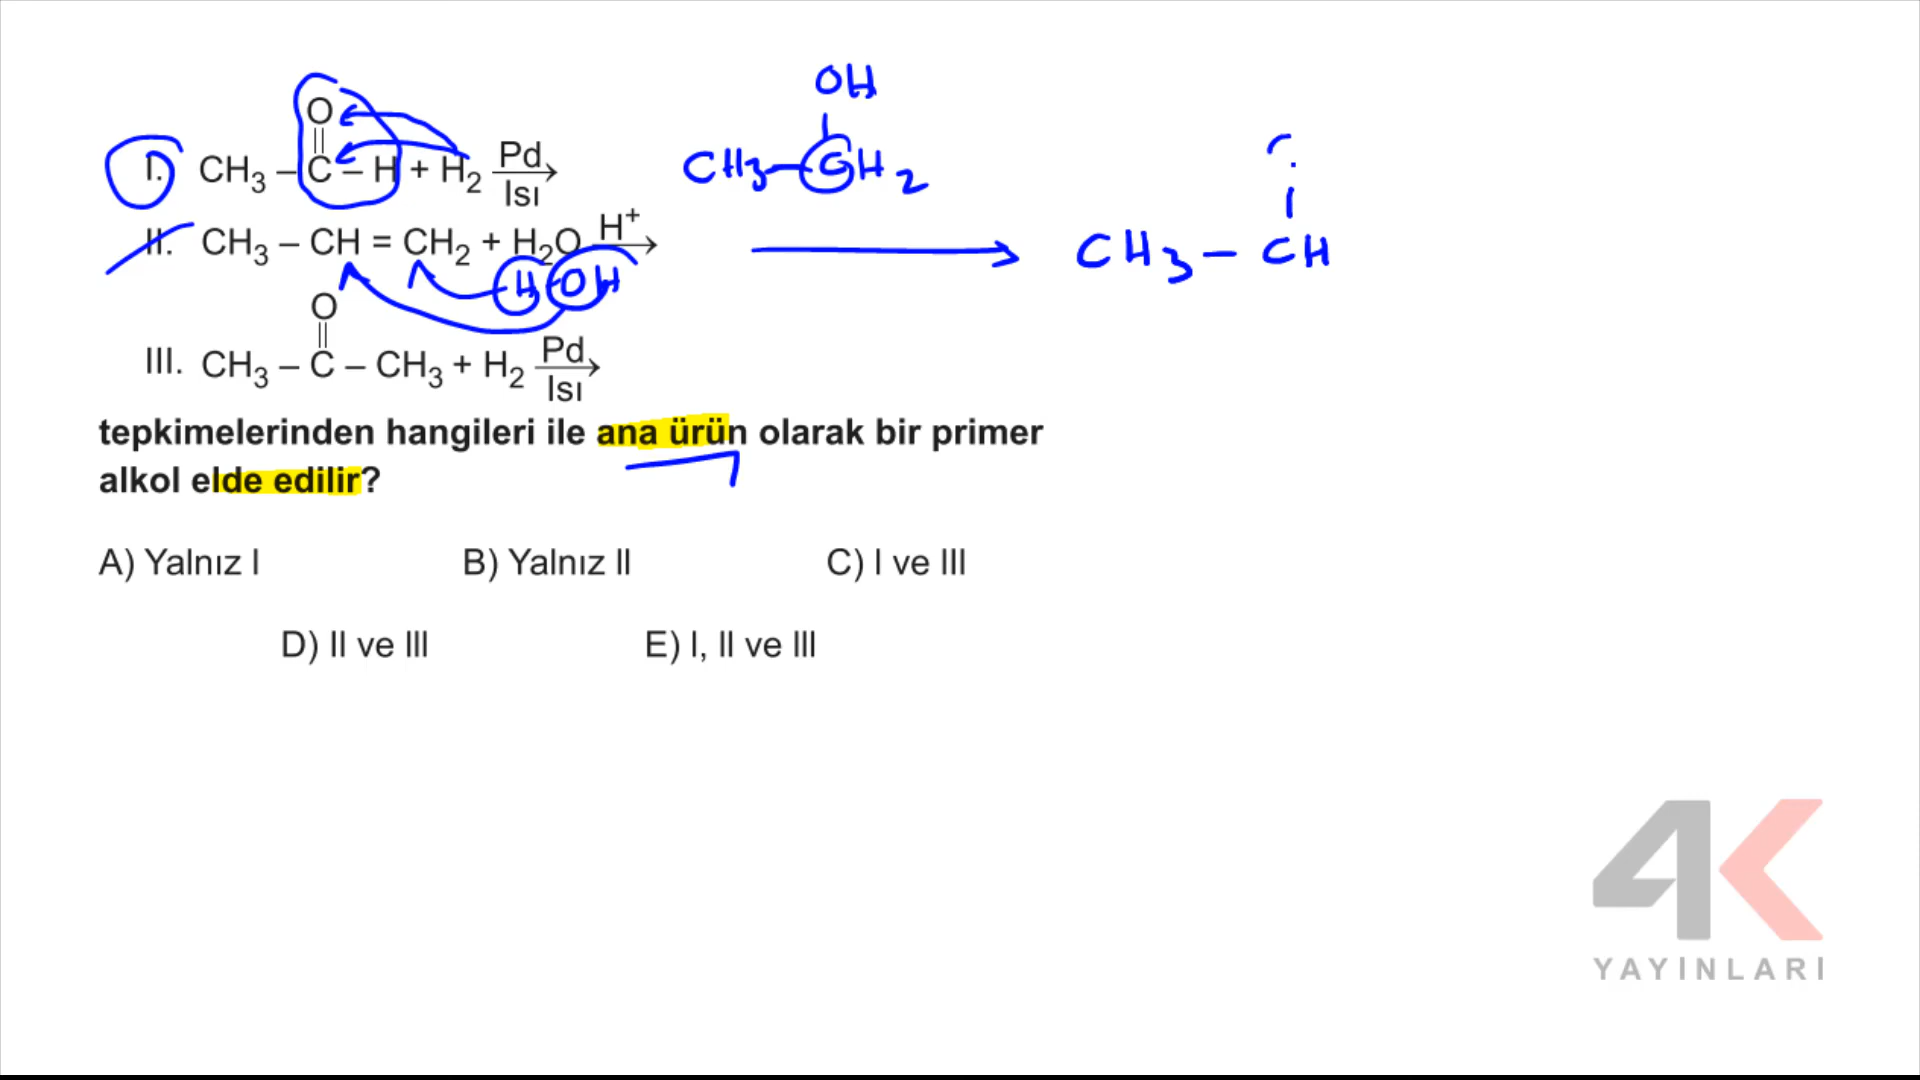 OH
I. CH3 – C – H + H2 Pd Isı → CH3 – CH2
O
II. CH3 – CH = CH2 + H2O H+ → CH3 – CH
H OH
O
III. CH3 – C – CH3 + H2 Pd Isı →
tepkimelerinden hangileri ile ana ürün olarak bir primer
alkol elde edilir?
A) Yalnız I B) Yalnız II C) I ve III
D) II ve III E) I, II ve III
4K
YAYINLARI